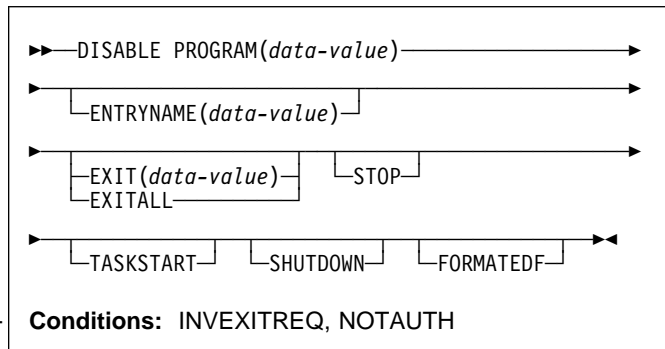 DISABLE PROGRAM(data-value)
ENTRYNAME(data-value)
EXIT(data-value) STOP
EXITALL
TASKSTART SHUTDOWN FORMATEDF
Conditions: INVEXITREQ, NOTAUTH